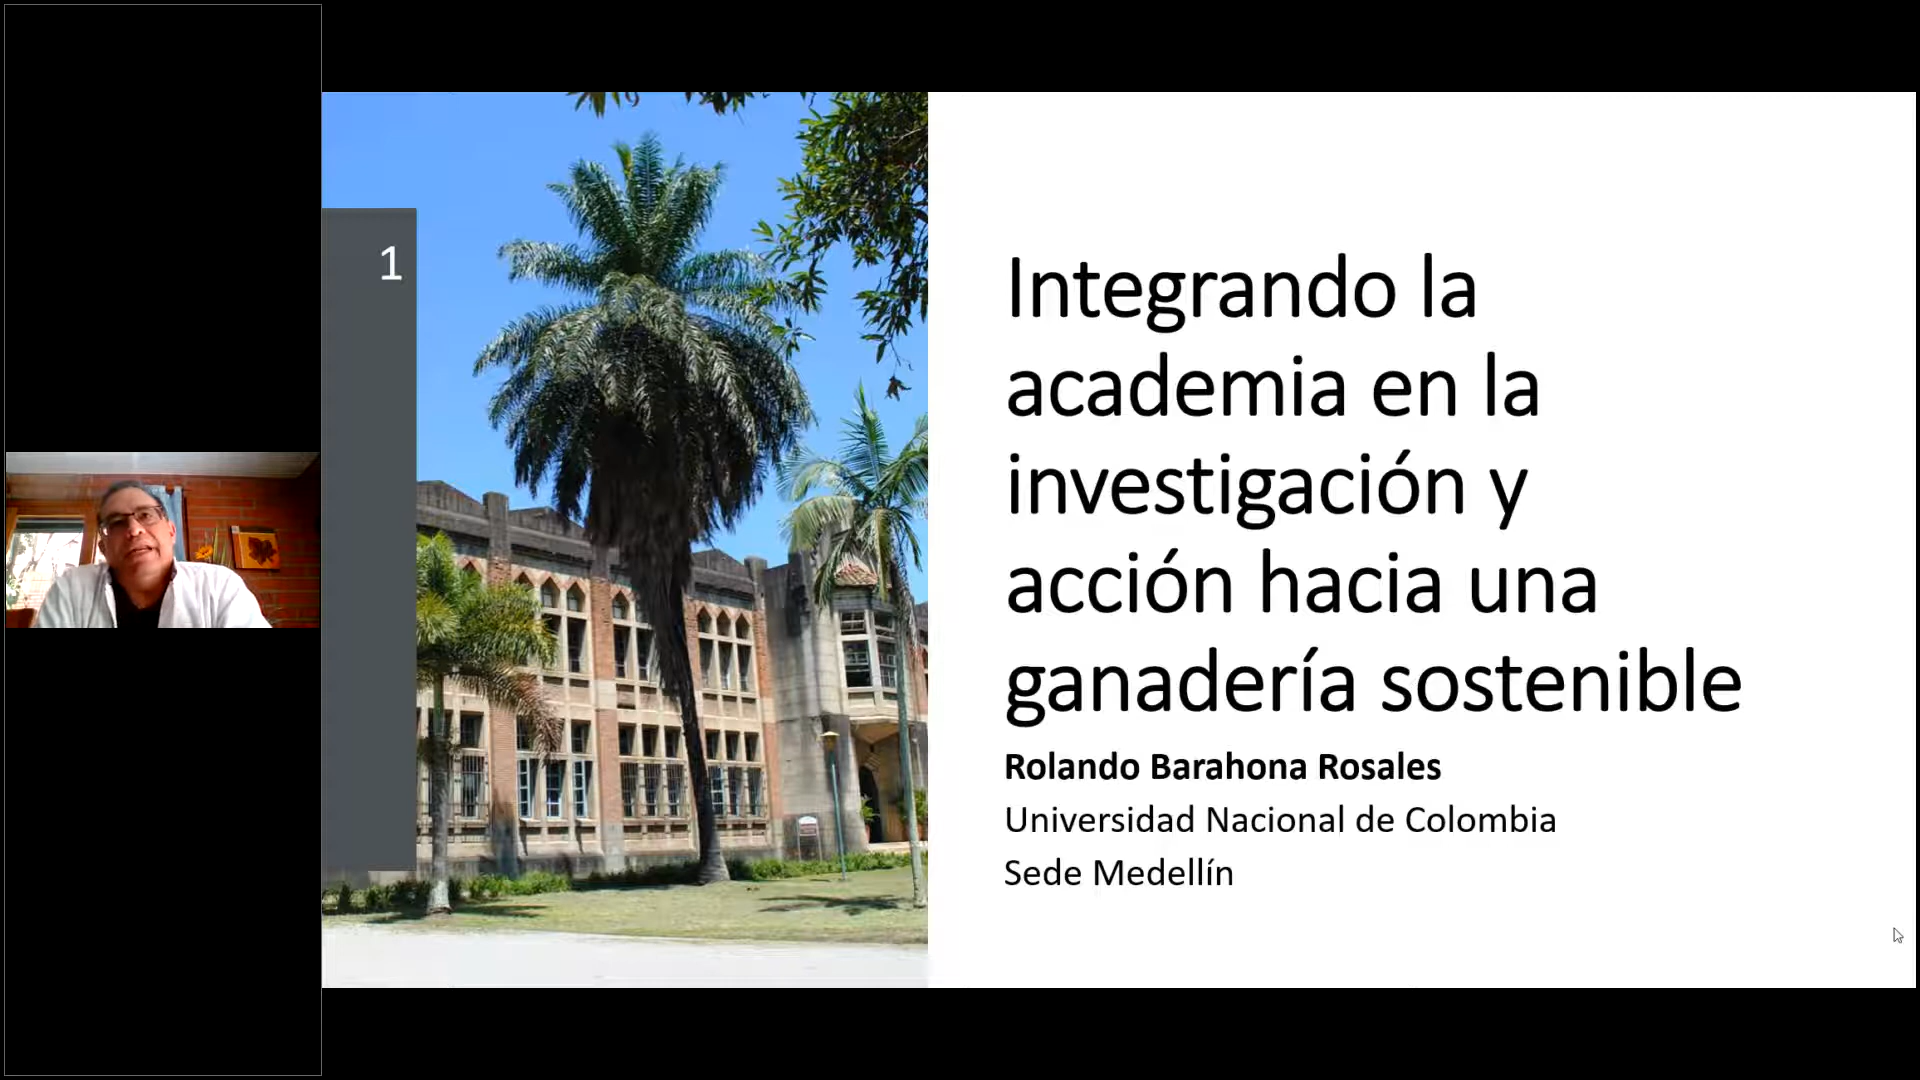 1
Integrando la
academia en la
investigación y
acción hacia una
ganadería sostenible
Rolando Barahona Rosales
Universidad Nacional de Colombia
Sede Medellín